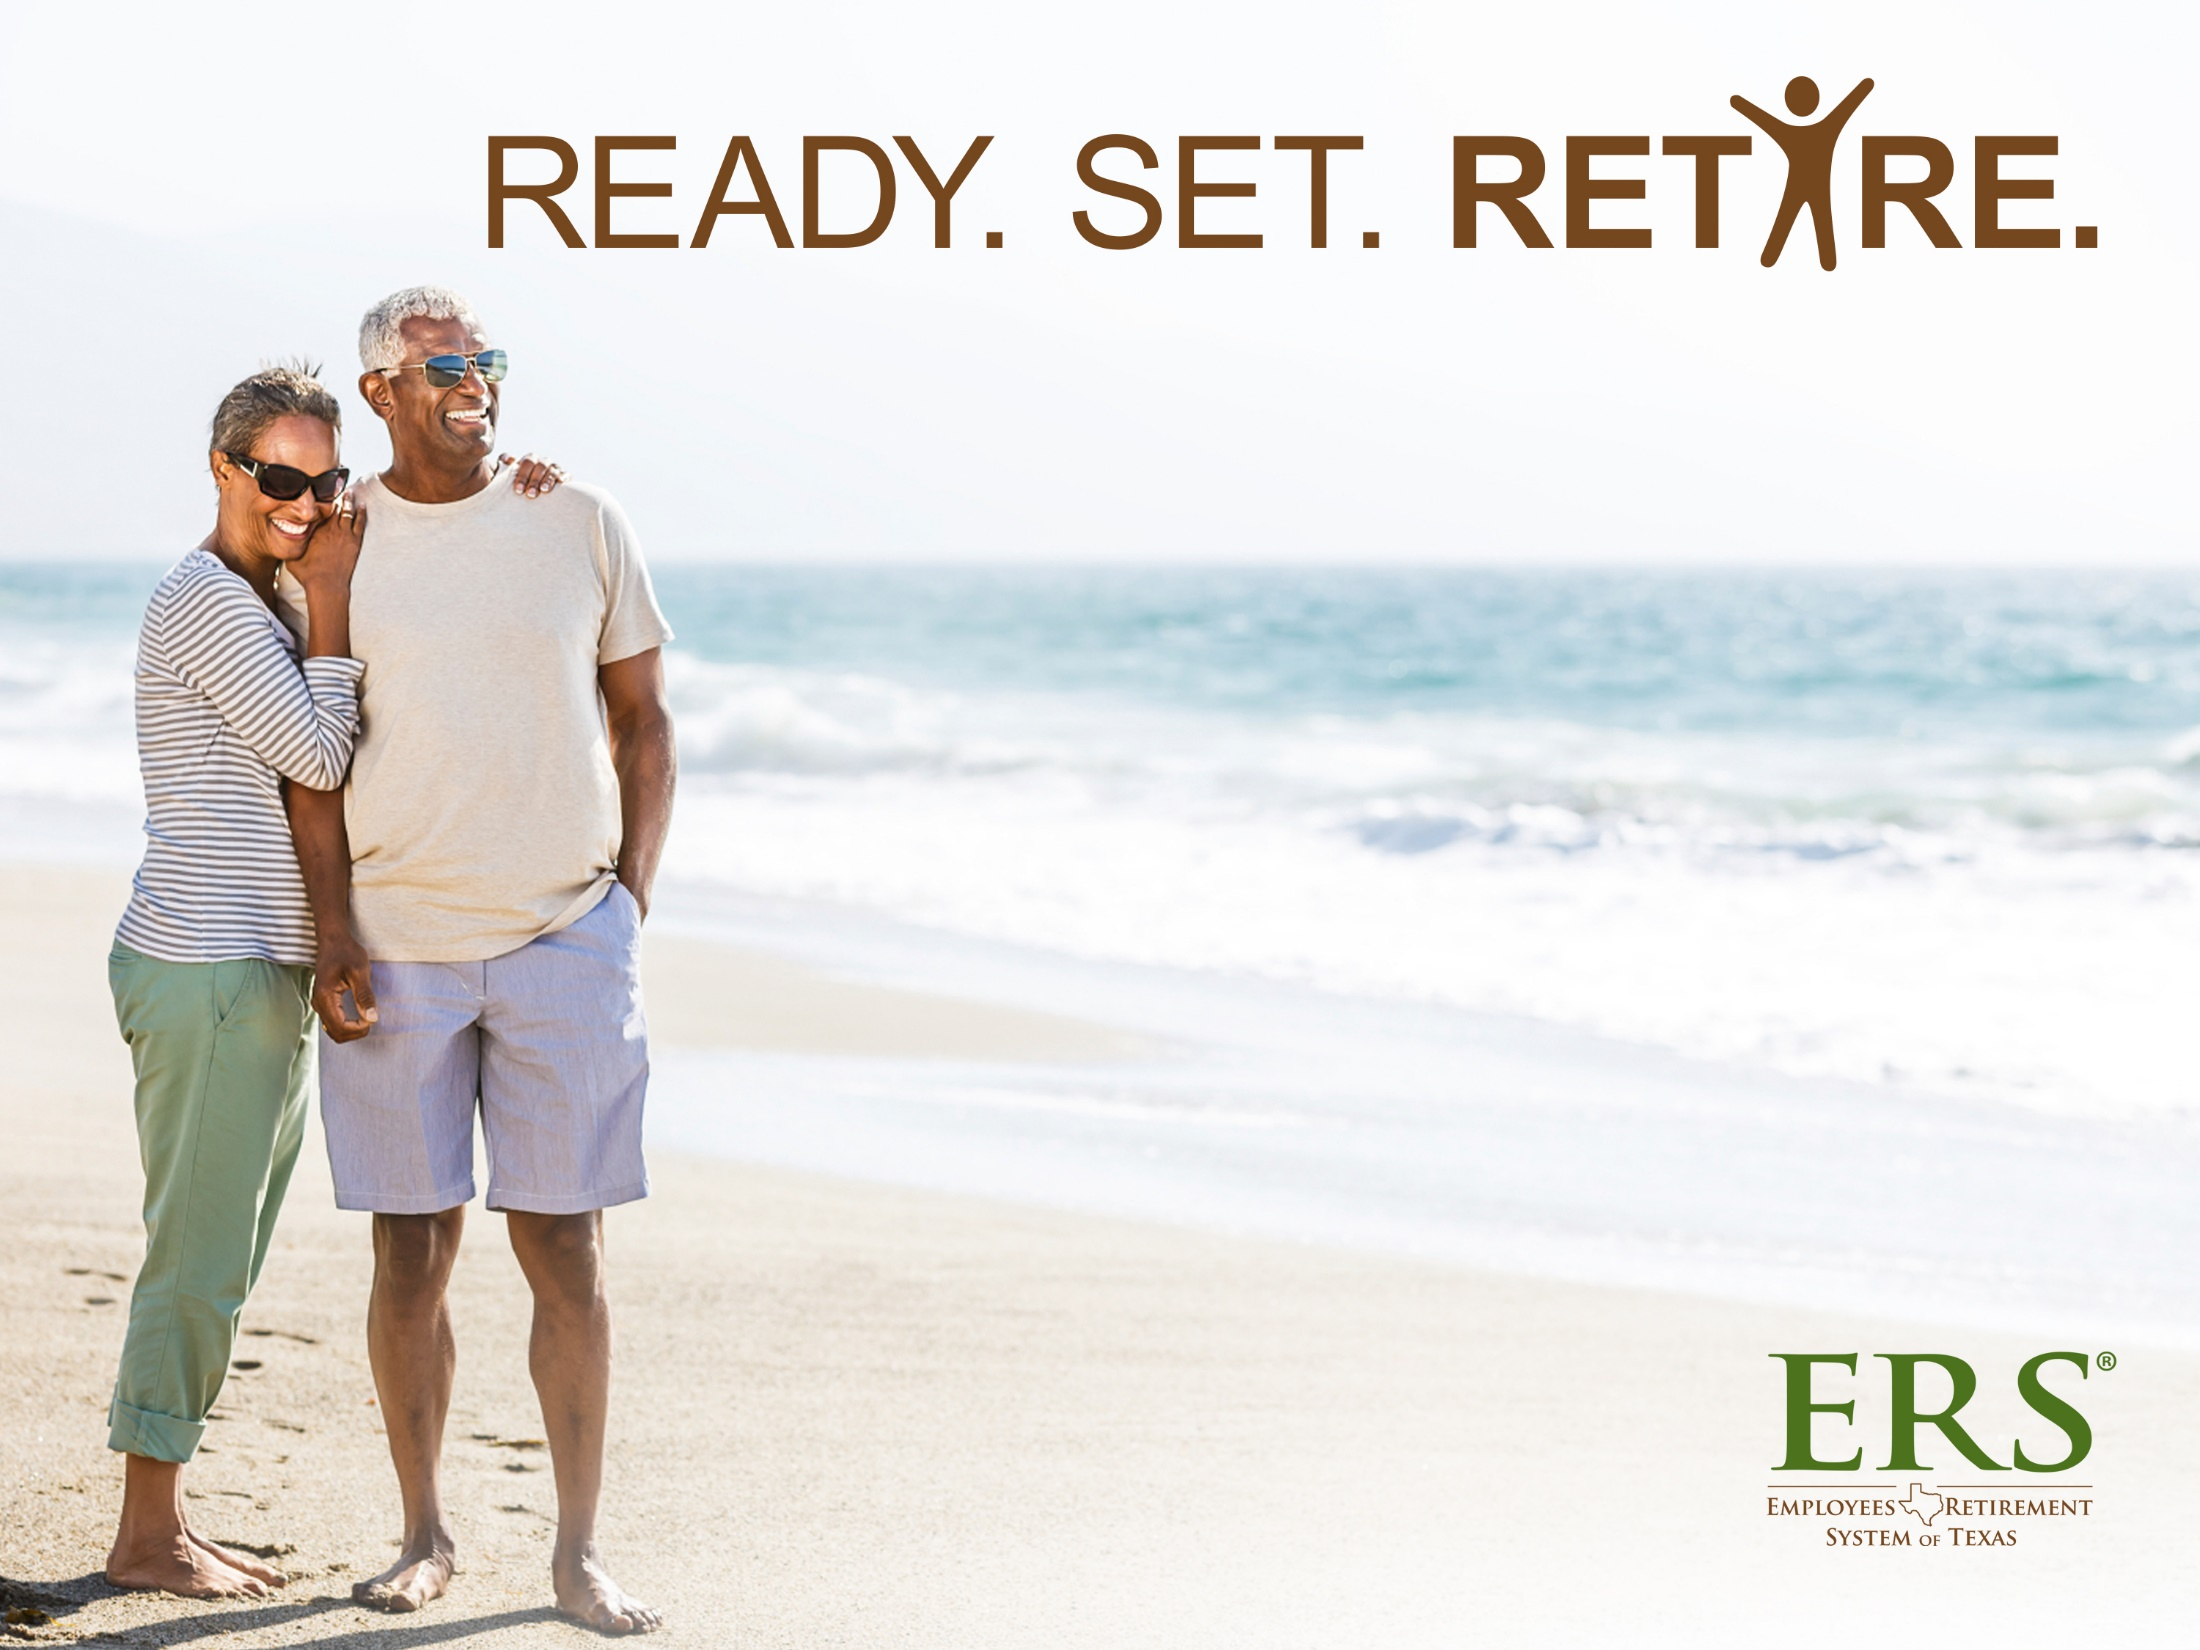 READY. SET. RETIRE.
ERS®
EMPLOYEES RETIREMENT
SYSTEM OF TEXAS